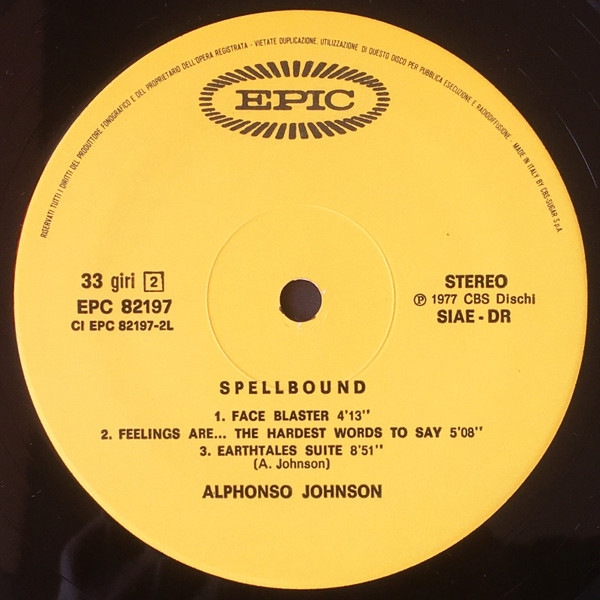 RISERVATI TUTTI I DIRITTI DEL PRODUTTORE FONOGRAFICO E DEL PROPRIETARIO DELL'OPERA REGISTRATA - VIETATE DUPLICAZIONE, UTILIZZAZIONE DI QUESTO DISCO PER PUBBLICA ESECUZIONE E RADIODIFFUSIONE. - MADE IN ITALY BY CBS-SUGAR S.p.A.
EPIC
33 giri 2
EPC 82197
CI EPC 82197-2L
STEREO
℗ 1977 CBS Dischi
SIAE - DR
SPELLBOUND
1. FACE BLASTER 4'13"
2. FEELINGS ARE... THE HARDEST WORDS TO SAY 5'08"
3. EARTHTALES SUITE 8'51"
(A. Johnson)
ALPHONSO JOHNSON